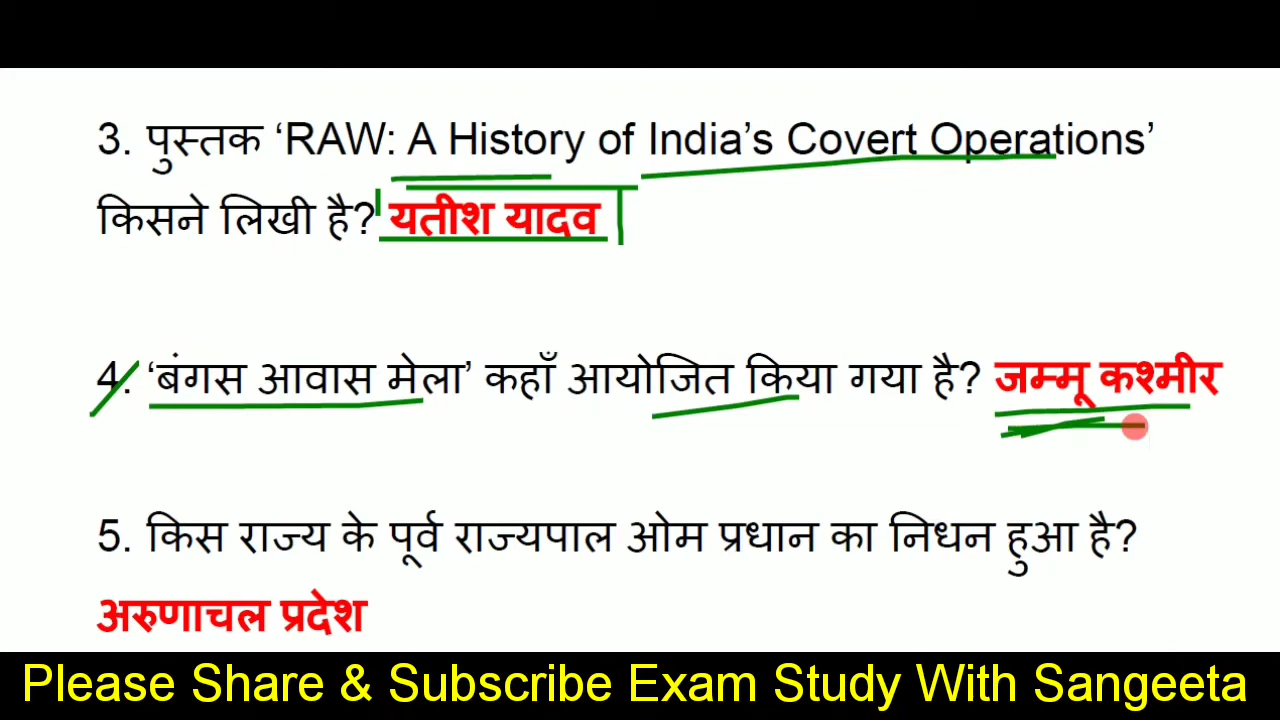 3. पुस्तक ‘RAW: A History of India’s Covert Operations’
किसने लिखी है? यतीश यादव
4. ‘बंगस आवास मेला’ कहाँ आयोजित किया गया है? जम्मू कश्मीर
5. किस राज्य के पूर्व राज्यपाल ओम प्रधान का निधन हुआ है?
अरुणाचल प्रदेश
Please Share & Subscribe Exam Study With Sangeeta